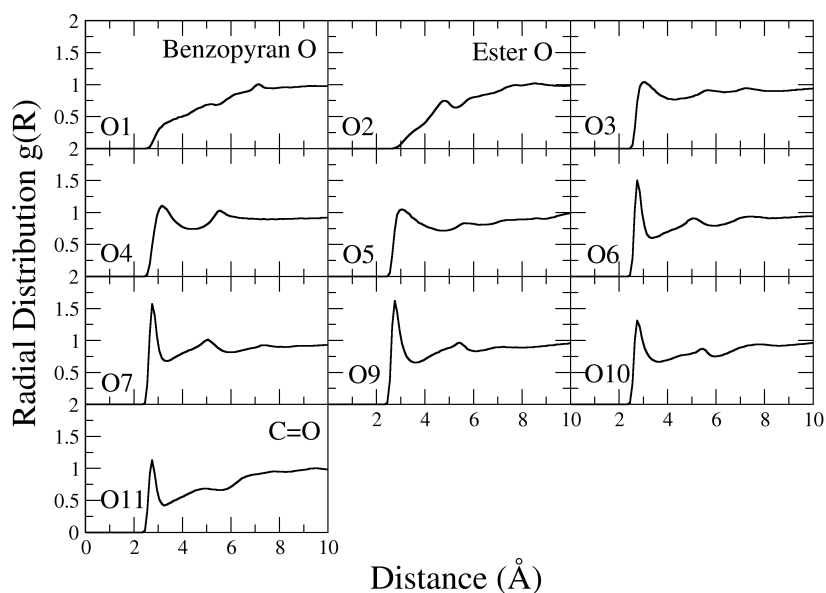 2
1.5
1
0.5
Benzopyran O
O1
Ester O
O2
O3
2
1.5
1
0.5
O4
O5
O6
2
1.5
1
0.5
O7
O9
2 4 6 8 10
O10
2 4 6 8 10
2
1.5
1
0.5
0
C=O
O11
0 2 4 6 8 10
Radial Distribution g(R)
Distance (Å)